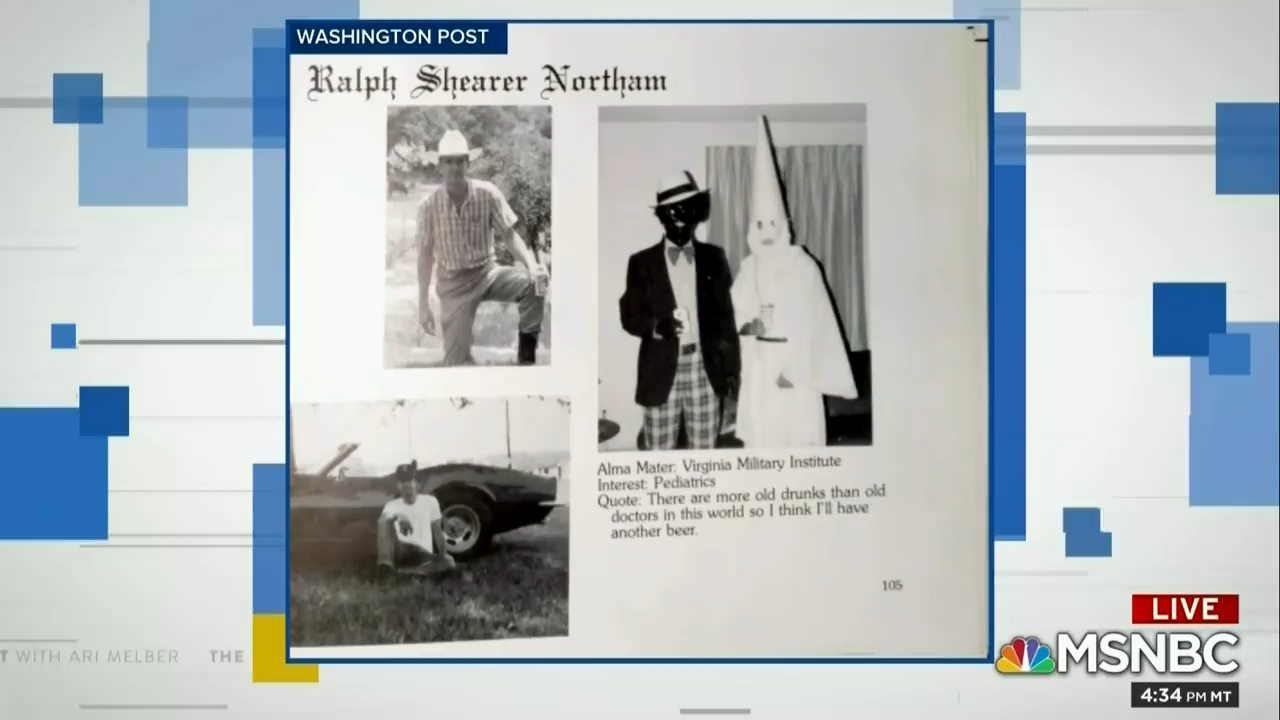 WASHINGTON POST
Ralph Shearer Northam
Alma Mater: Virginia Military Institute
Interest: Pediatrics
Quote: There are more old drunks than old
doctors in this world so I think I'll have
another beer.
105
T WITH ARI MELBER THE
LIVE
MSNBC
4:34 PM MT